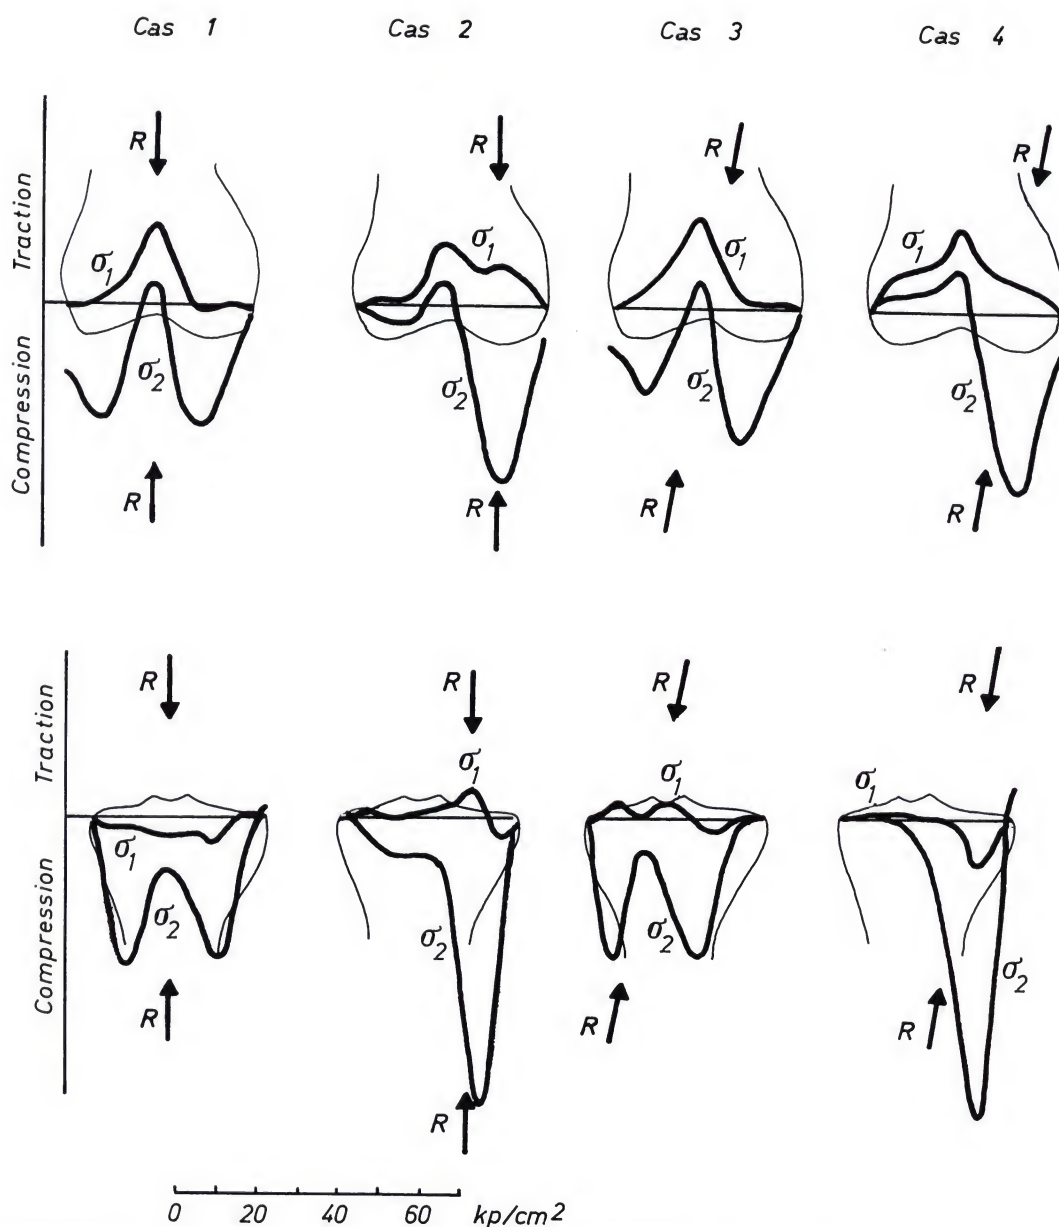 Cas 1 Cas 2 Cas 3 Cas 4
Traction
Compression
R R R R
σ1 σ1 σ1 σ1
σ2 σ2 σ2 σ2
R R R R
Traction
Compression
R R R R
σ1 σ1 σ1 σ1
σ2 σ2 σ2 σ2
R R R R
0 20 40 60 kp/cm2